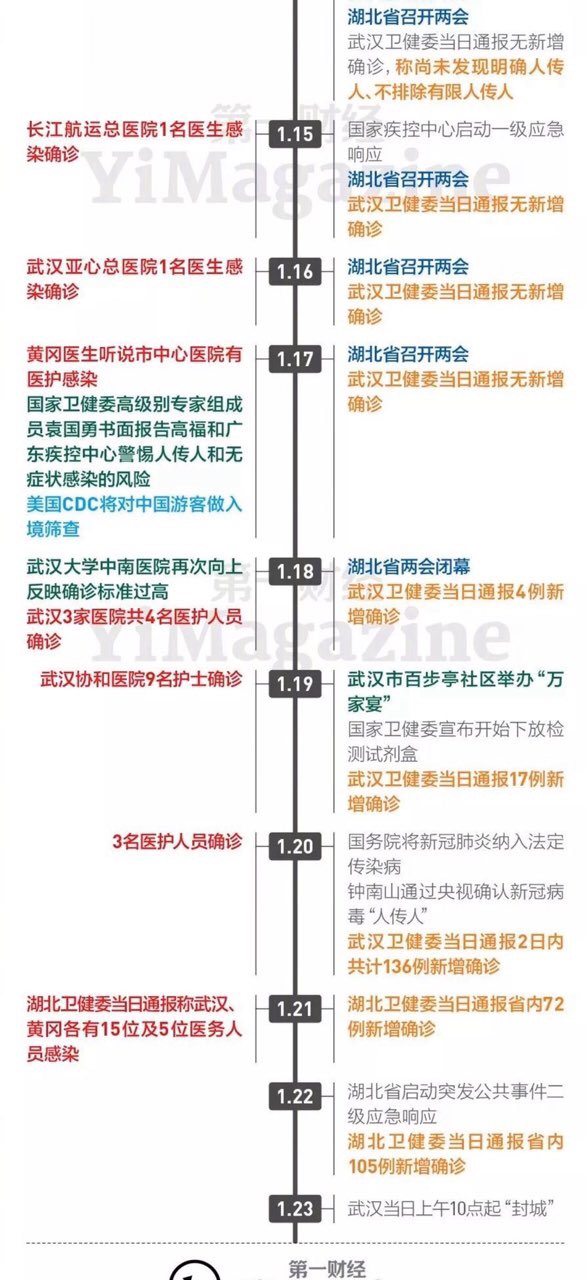 湖北省召开两会
武汉卫健委当日通报无新增
确诊，称尚未发现明确人传
人、不排除有限人传人
长江航运总医院1名医生感
染确诊
1.15
国家疾控中心启动一级应急
响应
湖北省召开两会
武汉卫健委当日通报无新增
确诊
第一财经
YiMagazine
武汉亚心总医院1名医生感
染确诊
1.16
湖北省召开两会
武汉卫健委当日通报无新增
确诊
黄冈医生听说市中心医院有
医护感染
国家卫健委高级别专家组成
员袁国勇书面报告高福和广
东疾控中心警惕人传人和无
症状感染的风险
美国CDC将对中国游客做入
境筛查
1.17
湖北省召开两会
武汉卫健委当日通报无新增
确诊
武汉大学中南医院再次向上
反映确诊标准过高
武汉3家医院共4名医护人员
确诊
1.18
湖北省两会闭幕
武汉卫健委当日通报4例新
增确诊
第一财经
YiMagazine
武汉协和医院9名护士确诊
1.19
武汉市百步亭社区举办“万
家宴”
国家卫健委宣布开始下放检
测试剂盒
武汉卫健委当日通报17例新
增确诊
3名医护人员确诊
1.20
国务院将新冠肺炎纳入法定
传染病
钟南山通过央视确认新冠病
毒“人传人”
武汉卫健委当日通报2日内
共计136例新增确诊
湖北卫健委当日通报称武汉、
黄冈各有15位及5位医务人
员感染
1.21
湖北卫健委当日通报省内72
例新增确诊
1.22
湖北省启动突发公共事件二
级应急响应
湖北卫健委当日通报省内
105例新增确诊
1.23
武汉当日上午10点起“封城”
第一财经